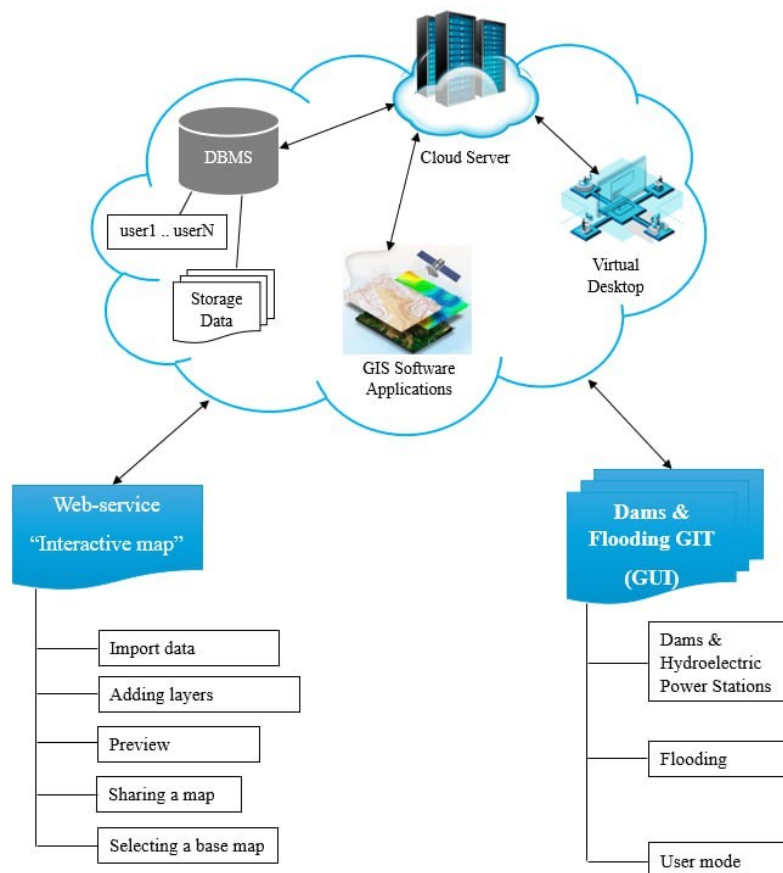 DBMS
Cloud Server
user1 .. userN
Storage
Data
GIS Software
Applications
Virtual
Desktop
Web-service
“Interactive map”
Import data
Adding layers
Preview
Sharing a map
Selecting a base map
Dams &
Flooding GIT
(GUI)
Dams &
Hydroelectric
Power Stations
Flooding
User mode